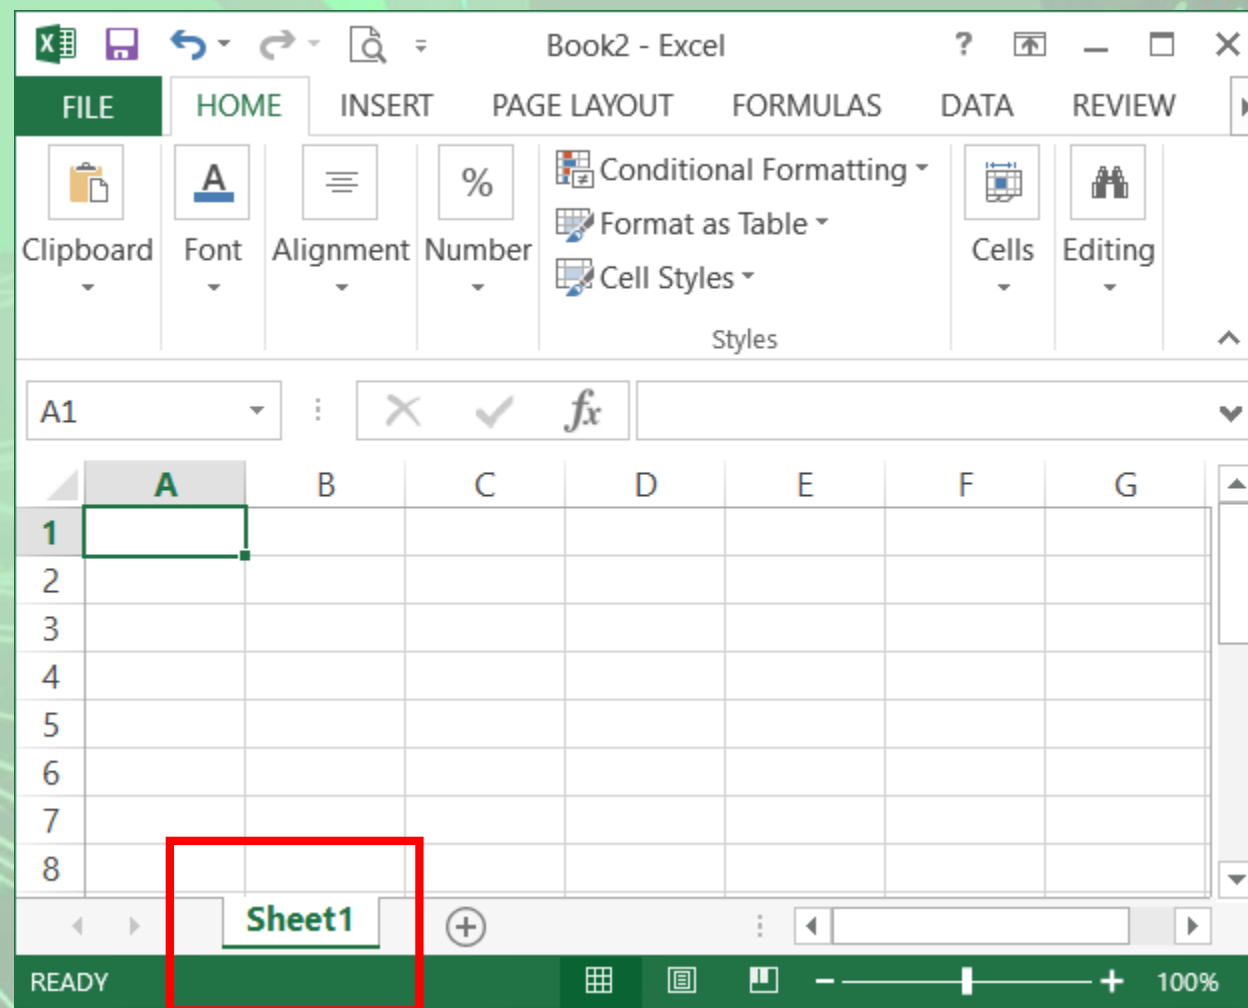 Book2 - Excel ?
FILE HOME INSERT PAGE LAYOUT FORMULAS DATA REVIEW
Clipboard Font Alignment Number Conditional Formatting Cells Editing
A % Format as Table
Cell Styles
Styles
A1 fx
A B C D E F G
1
2
3
4
5
6
7
8
Sheet1
READY 100%